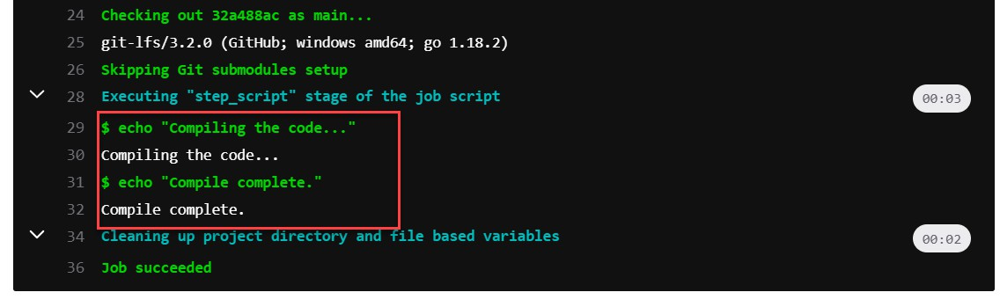 24 Checking out 32a488ac as main...
25 git-lfs/3.2.0 (GitHub; windows amd64; go 1.18.2)
26 Skipping Git submodules setup
28 Executing "step_script" stage of the job script 00:03
29 $ echo "Compiling the code..."
30 Compiling the code...
31 $ echo "Compile complete."
32 Compile complete.
34 Cleaning up project directory and file based variables 00:02
36 Job succeeded